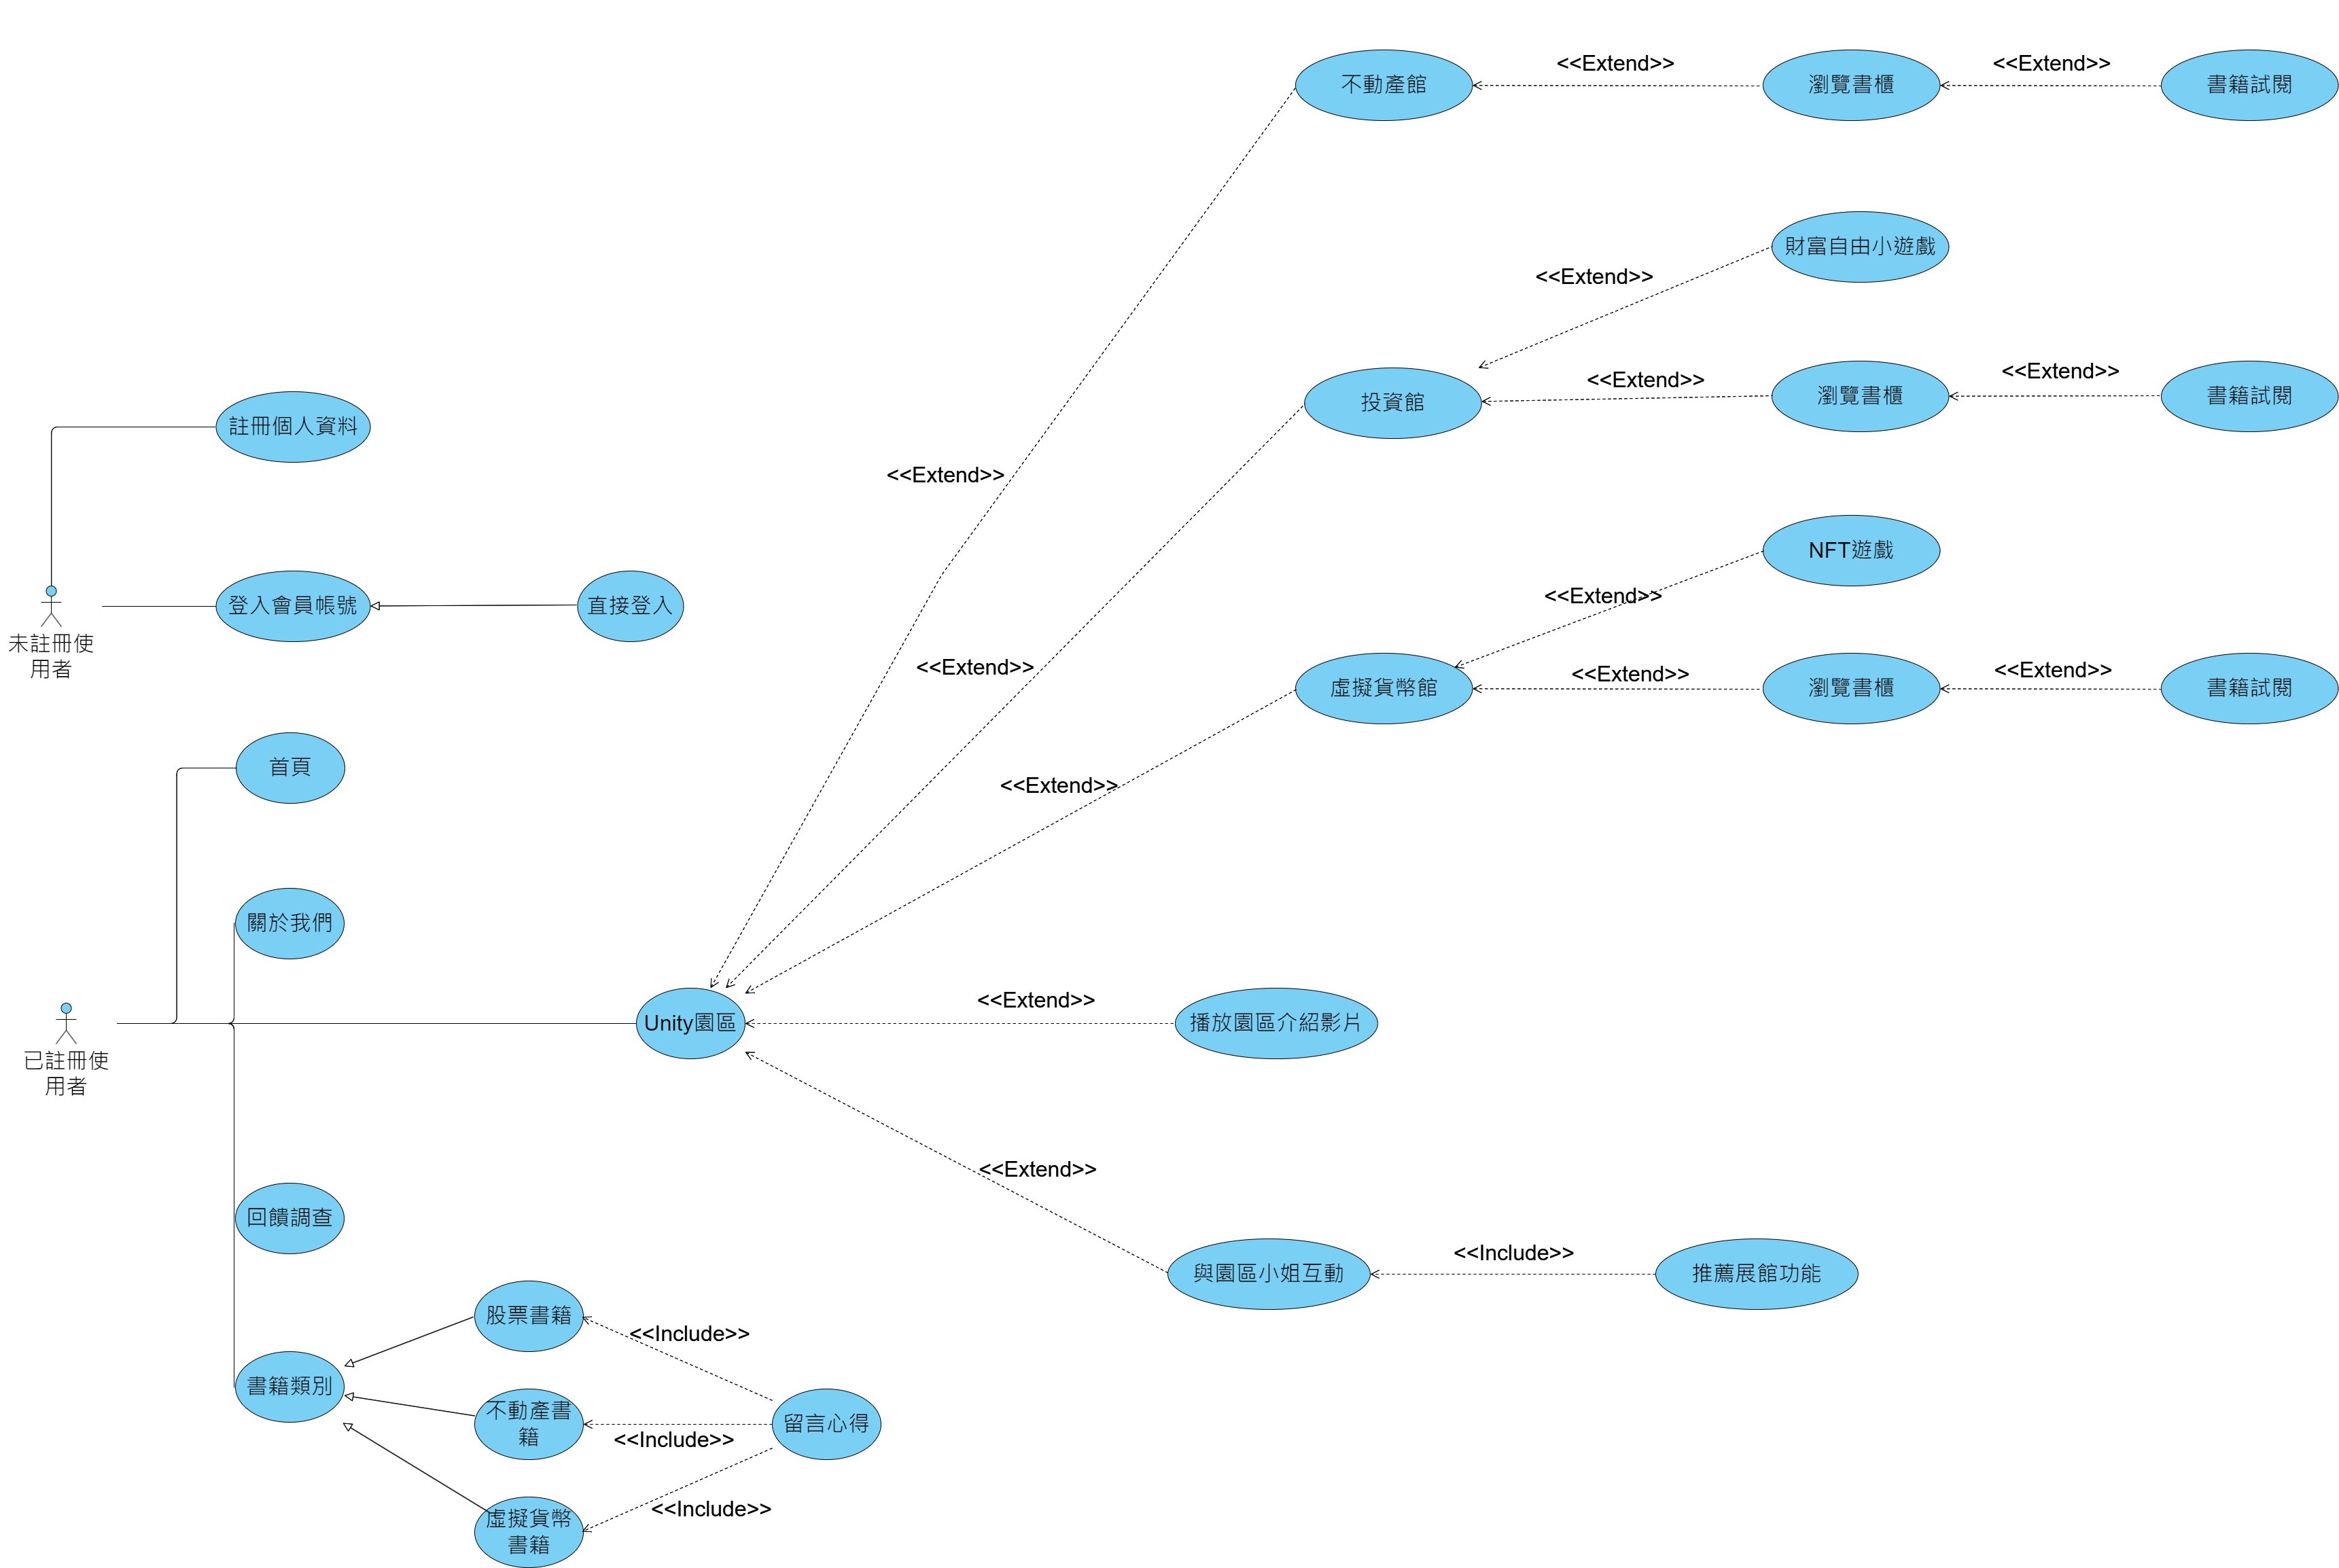 不動產館
<<Extend>>
瀏覽書櫃
<<Extend>>
書籍試閱
財富自由小遊戲
<<Extend>>
投資館
<<Extend>>
瀏覽書櫃
<<Extend>>
書籍試閱
註冊個人資料
<<Extend>>
NFT遊戲
<<Extend>>
未註冊使
用者
登入會員帳號
直接登入
<<Extend>>
虛擬貨幣館
<<Extend>>
瀏覽書櫃
<<Extend>>
書籍試閱
首頁
<<Extend>>
關於我們
已註冊使
用者
Unity園區
<<Extend>>
播放園區介紹影片
<<Extend>>
回饋調查
與園區小姐互動
<<Include>>
推薦展館功能
股票書籍
<<Include>>
書籍類別
不動產書
籍
<<Include>>
留言心得
虛擬貨幣
書籍
<<Include>>